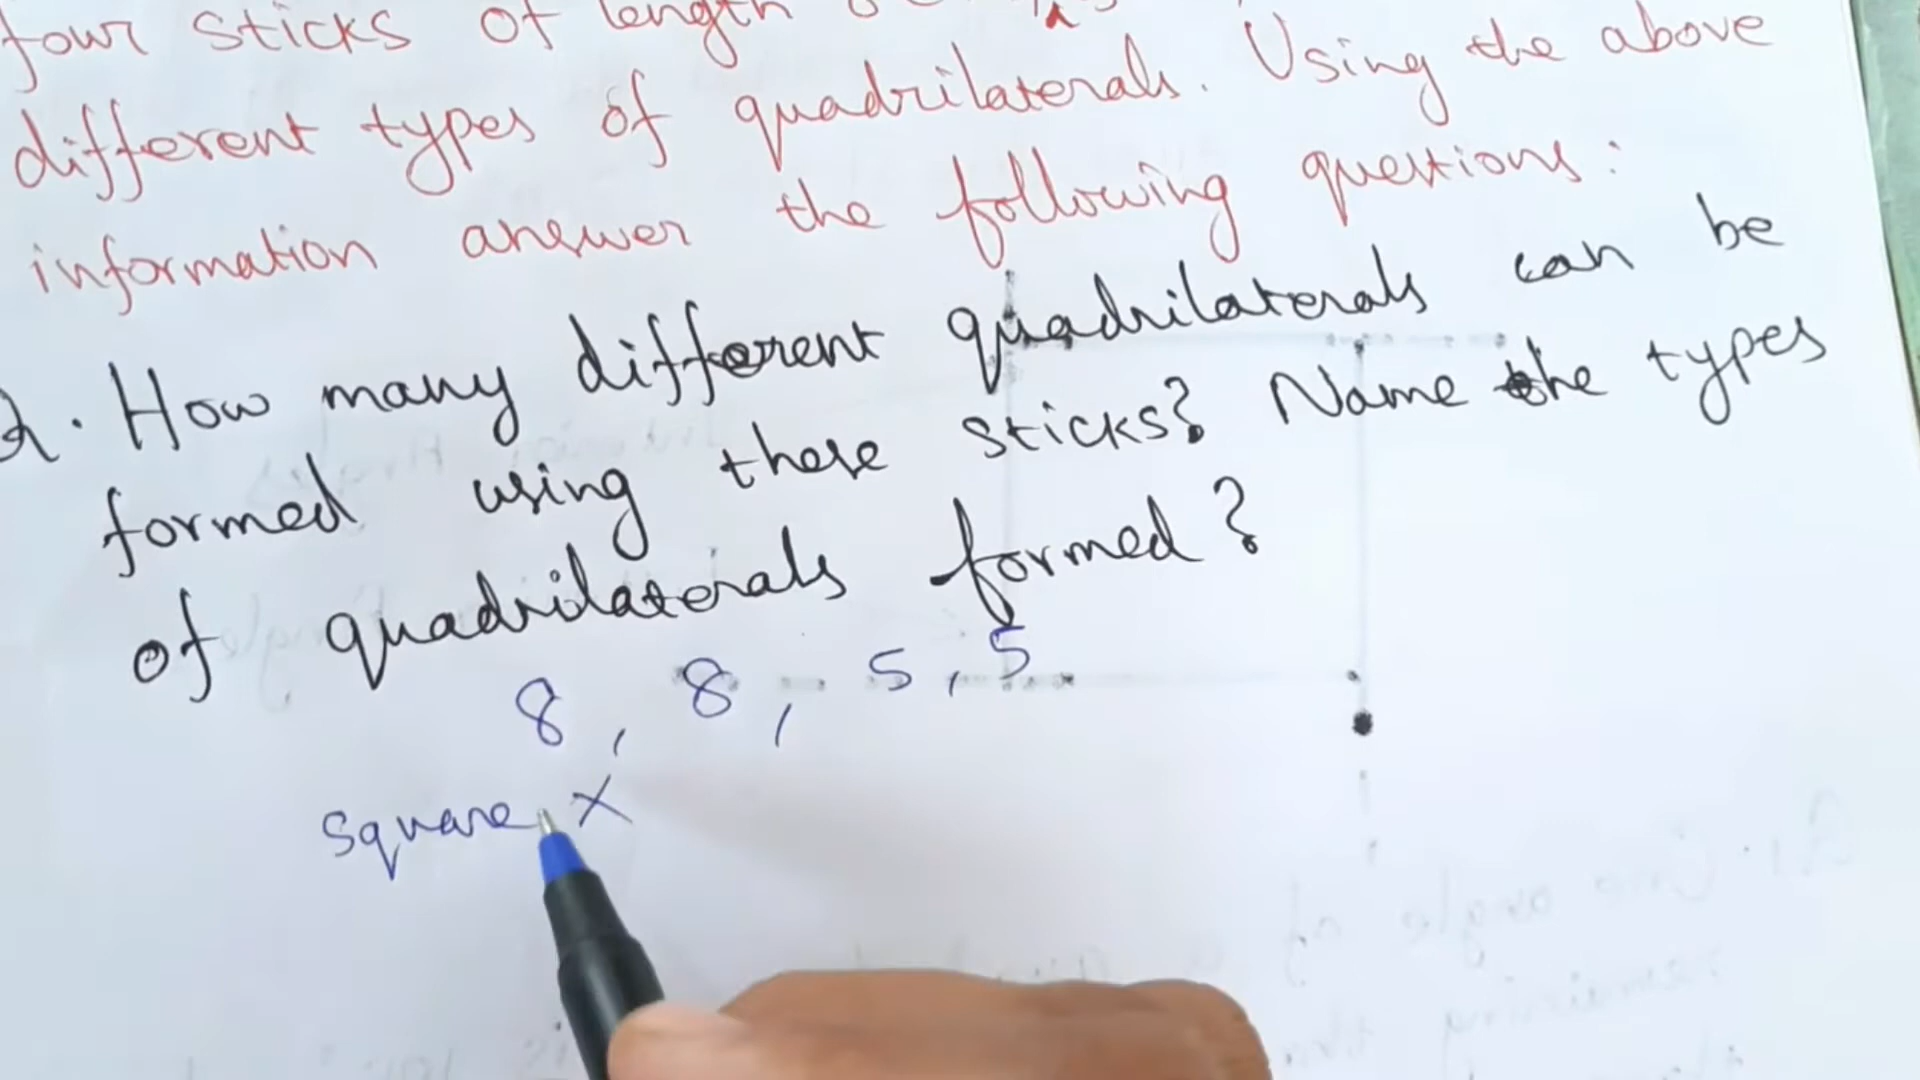 four sticks of length
different types of quadrilaterals. Using the above
information answer the following questions:
2. How many different quadrilaterals can be
formed using these sticks? Name the types
of quadrilaterals formed?
8, 8, 5, 5
Square X